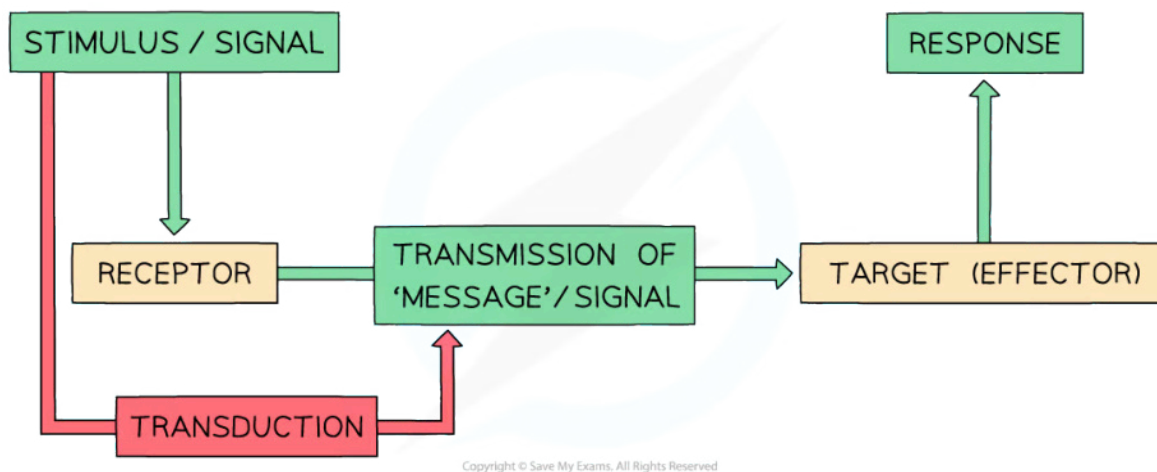 STIMULUS / SIGNAL
RESPONSE
RECEPTOR
TRANSMISSION OF
‘MESSAGE’/ SIGNAL
TARGET (EFFECTOR)
TRANSDUCTION
Copyright © Save My Exams. All Rights Reserved